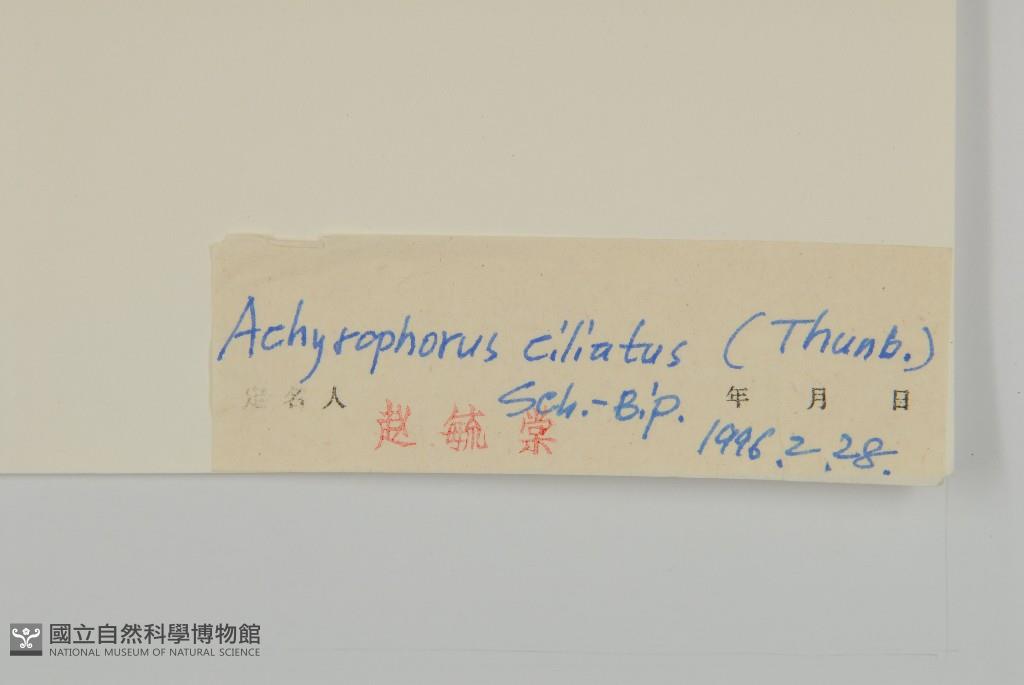 Achyrophorus ciliatus (Thunb.)
Sch.-Bip.
定名人 年 月 日
赵毓棠
1996.2.28.
國立自然科學博物館
NATIONAL MUSEUM OF NATURAL SCIENCE